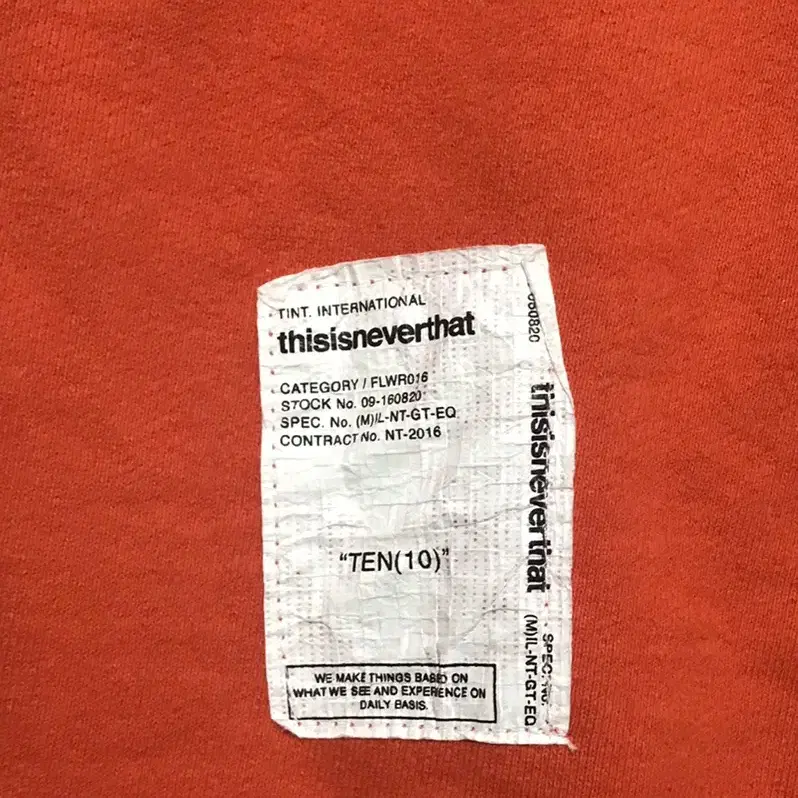 TINT. INTERNATIONAL
thisisneverthat
CATEGORY / FLWR016
STOCK No. 09-160820
SPEC. No. (M)IL-NT-GT-EQ
CONTRACT No. NT-2016
"TEN(10)"
WE MAKE THINGS BASED ON
WHAT WE SEE AND EXPERIENCE ON
DAILY BASIS.
thisisneverthat
SPEC. No.
(M)IL-NT-GT-EQ